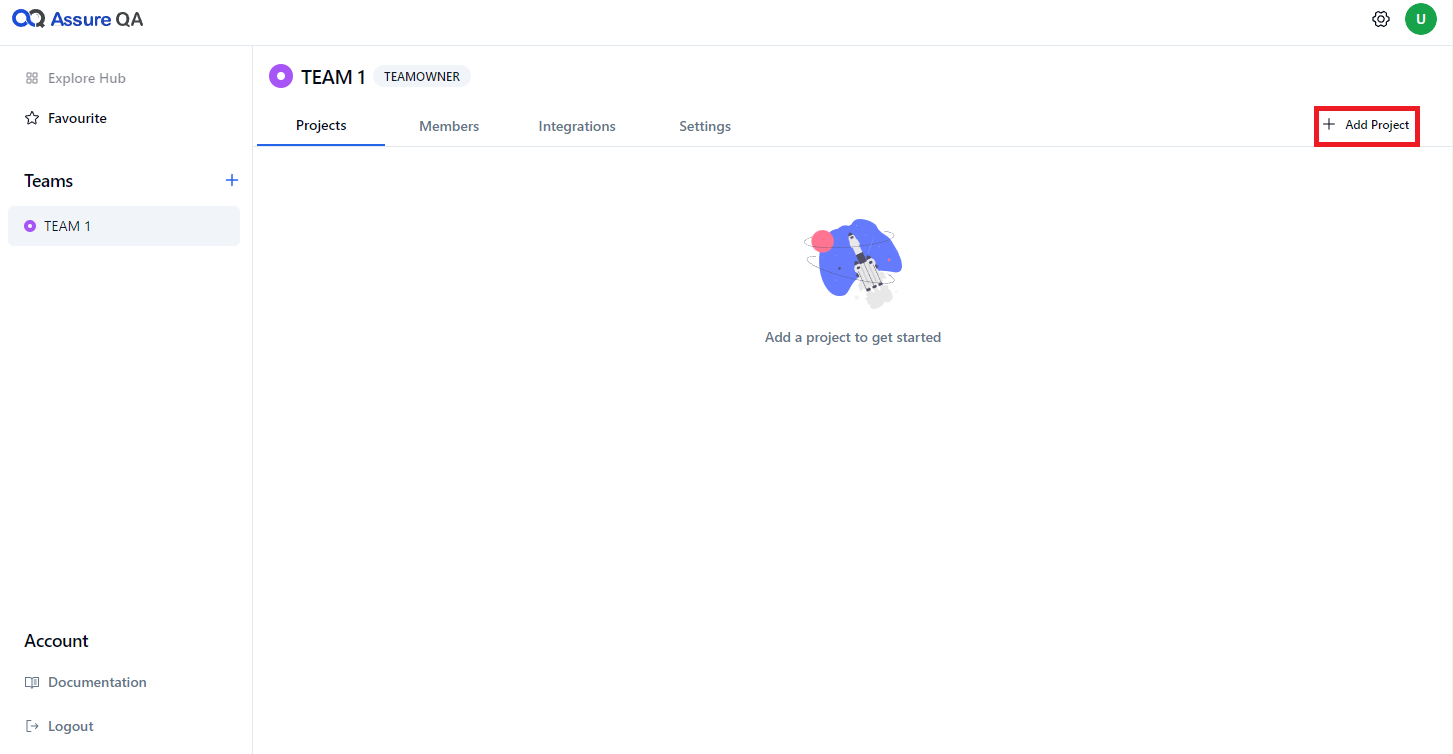 Assure QA
U
Explore Hub
Favourite
Teams
TEAM 1
TEAM 1 TEAMOWNER
Projects Members Integrations Settings Add Project
Add a project to get started
Account
Documentation
Logout